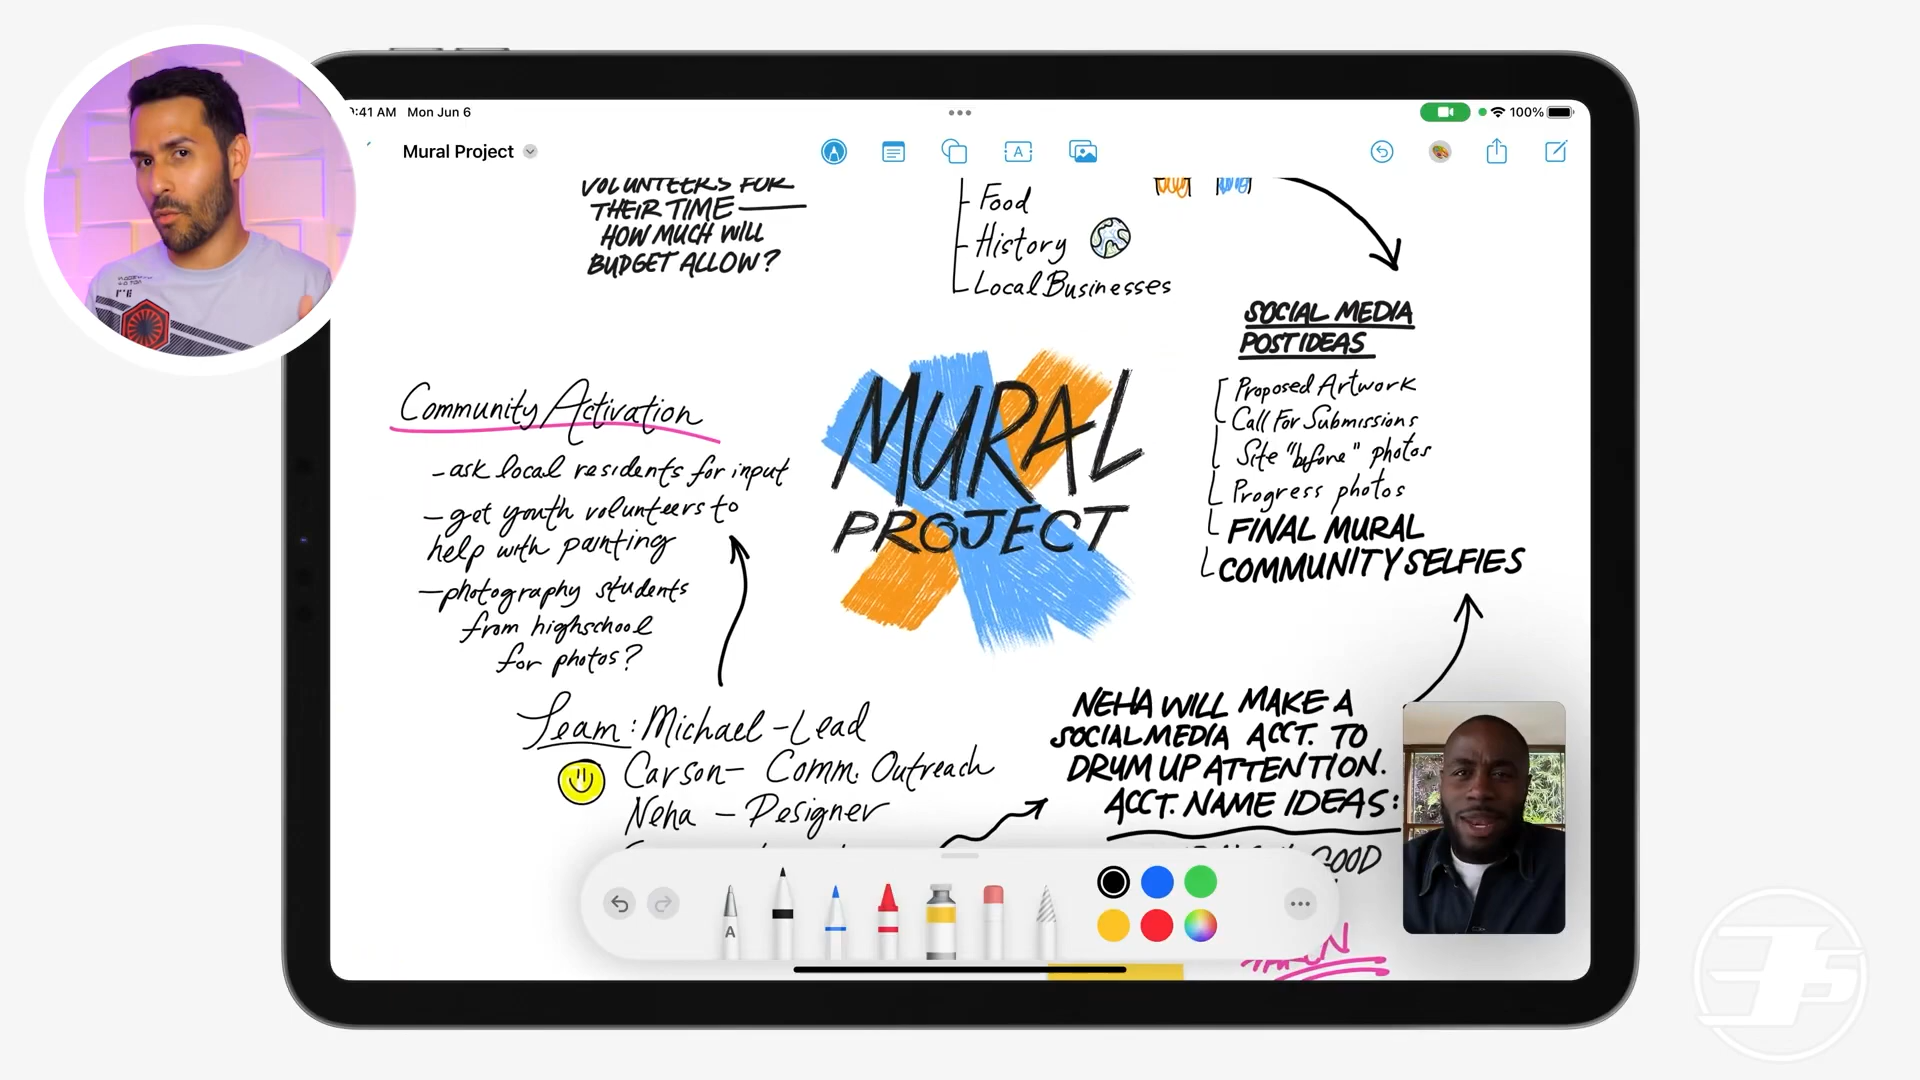 9:41 AM Mon Jun 6
100%
Mural Project
VOLUNTEERS FOR
THEIR TIME —
HOW MUCH WILL
BUDGET ALLOW?
Food
History
Local Businesses
SOCIAL MEDIA
POST IDEAS
Proposed Artwork
Call For Submissions
Site "before" photos
Progress photos
FINAL MURAL
COMMUNITY SELFIES
Community Activation
- ask local residents for input
- get youth volunteers to
help with painting
- photography students
from highschool
for photos?
MURAL
PROJECT
Team: Michael - Lead
Carson - Comm. Outreach
Neha - Designer
NEHA WILL MAKE A
SOCIAL MEDIA ACCT. TO
DRUM UP ATTENTION.
ACCT. NAME IDEAS:
GOOD
A
A